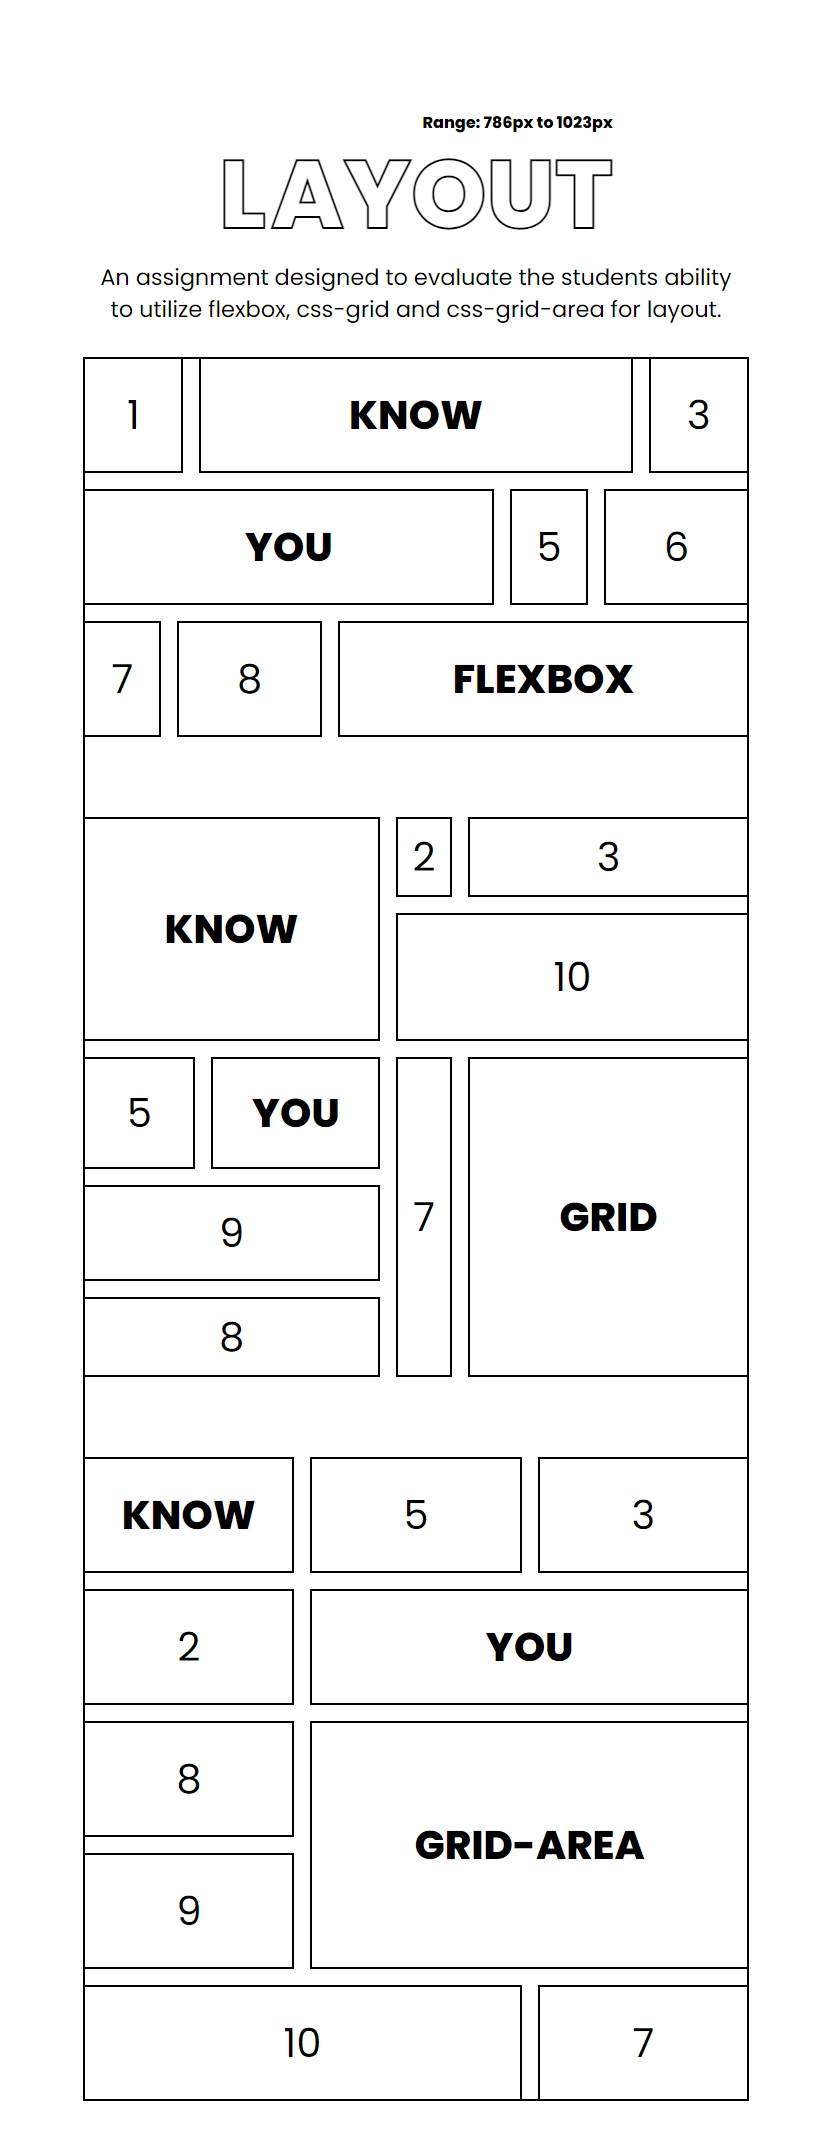 Range: 786px to 1023px
LAYOUT
An assignment designed to evaluate the students ability
to utilize flexbox, css-grid and css-grid-area for layout.
1 KNOW 3
YOU 5 6
7 8 FLEXBOX
KNOW 2 3
10
5 YOU 7 GRID
9
8
KNOW 5 3
2 YOU
8 GRID-AREA
9
10 7